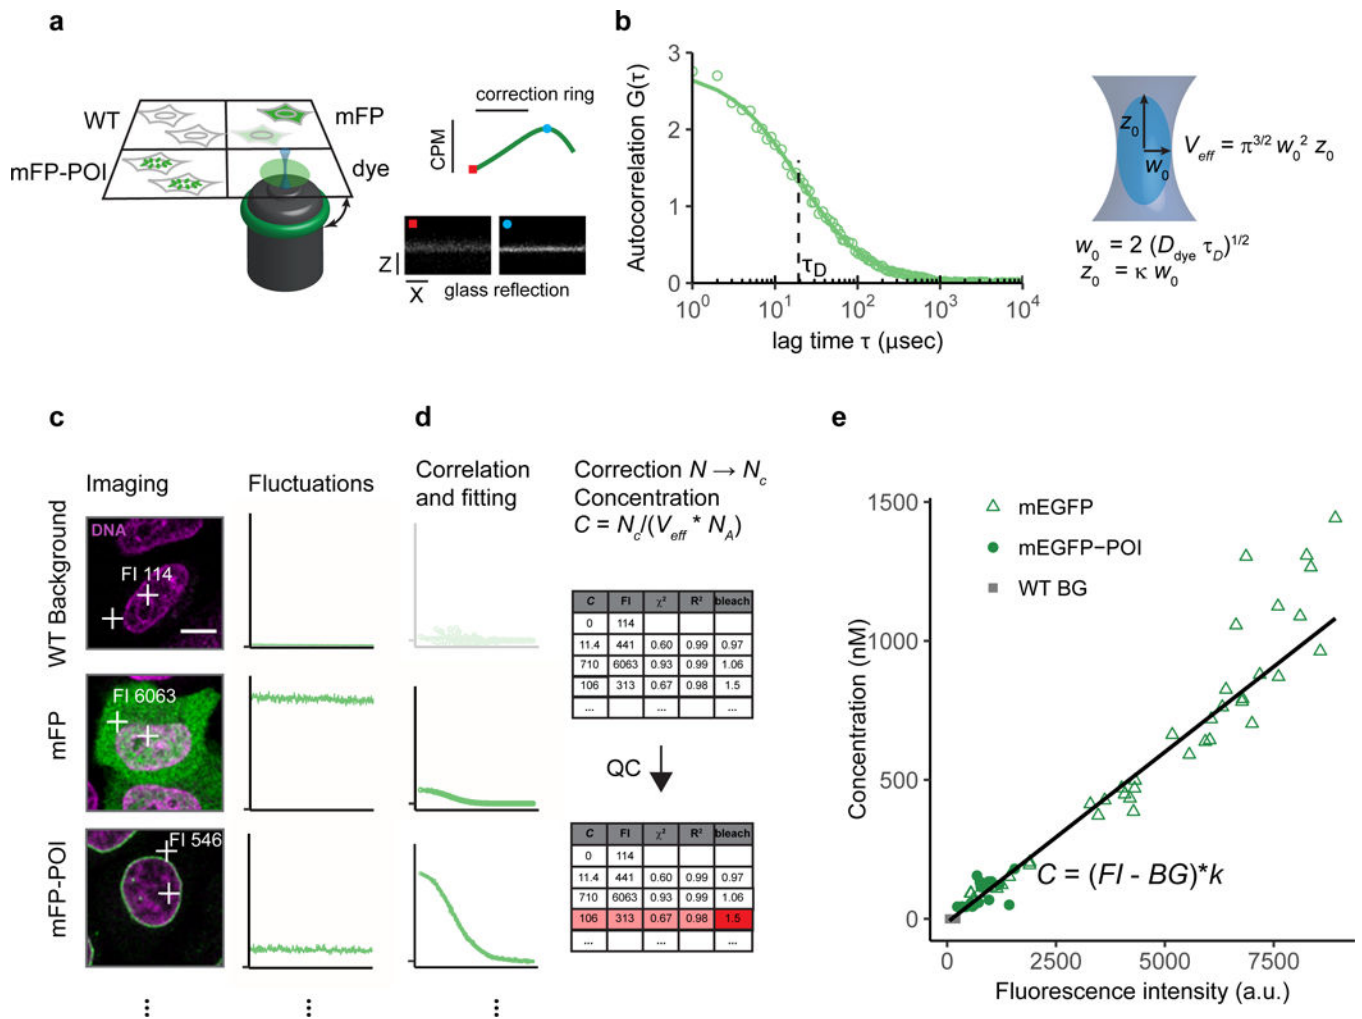 a
WT
mFP
mFP-POI
dye
correction ring
CPM
Z
X
glass reflection
b
Autocorrelation G(τ)
3
2
1
0
τD
10⁰ 10¹ 10² 10³ 10⁴
lag time τ (μsec)
z₀
w₀
Veff = π^3/2 w₀² z₀
w₀ = 2 (Ddye τD)^1/2
z₀ = κ w₀
c
Imaging
Fluctuations
WT Background
DNA
FI 114
mFP
FI 6063
mFP-POI
FI 546
⋮ ⋮ ⋮
d
Correlation
and fitting
Correction N → Nc
Concentration
C = Nc/(Veff * NA)
C FI χ² R² bleach
0 114
11.4 441 0.60 0.99 0.97
710 6063 0.93 0.99 1.06
106 313 0.67 0.98 1.5
... ...
QC
C FI χ² R² bleach
0 114
11.4 441 0.60 0.99 0.97
710 6063 0.93 0.99 1.06
106 313 0.67 0.98 1.5
... ...
e
Concentration (nM)
1500
1000
500
0
mEGFP
mEGFP−POI
WT BG
C = (FI - BG)*k
0 2500 5000 7500
Fluorescence intensity (a.u.)